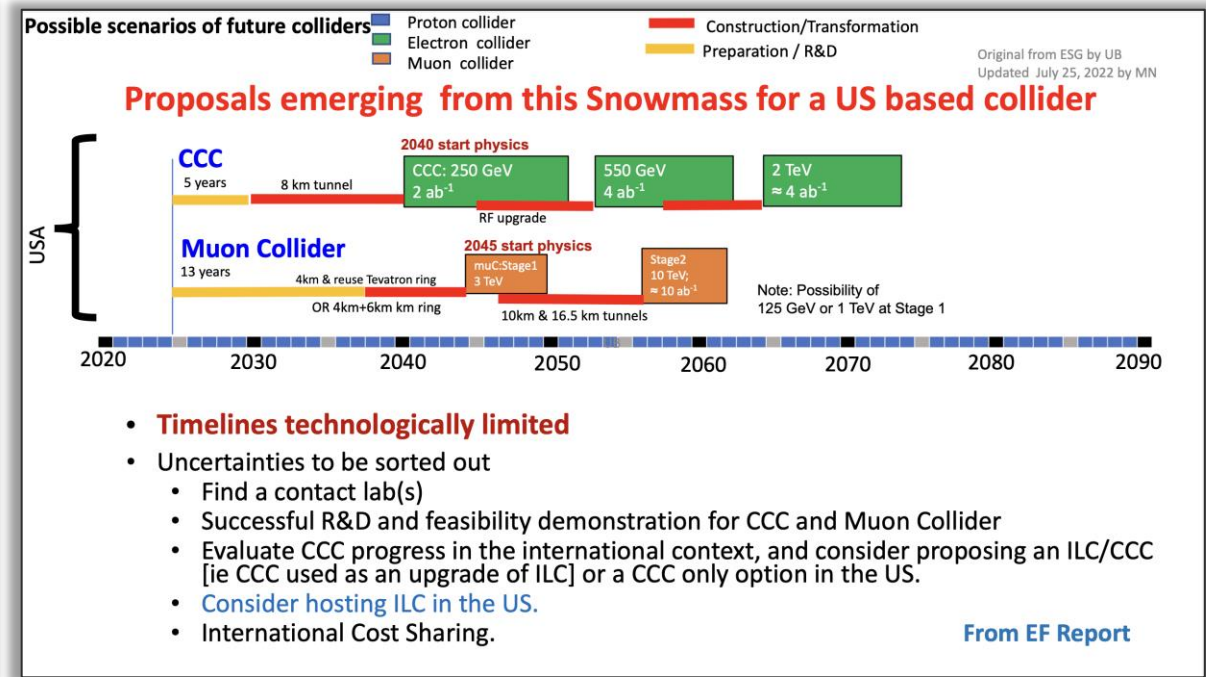 Possible scenarios of future colliders
Proton collider
Electron collider
Muon collider
Construction/Transformation
Preparation / R&D
Original from ESG by UB
Updated July 25, 2022 by MN
Proposals emerging from this Snowmass for a US based collider
USA
CCC
5 years
8 km tunnel
2040 start physics
CCC: 250 GeV
2 ab⁻¹
RF upgrade
550 GeV
4 ab⁻¹
2 TeV
≈ 4 ab⁻¹
Muon Collider
13 years
4km & reuse Tevatron ring
OR 4km+6km km ring
2045 start physics
muC:Stage1
3 TeV
10km & 16.5 km tunnels
Stage2
10 TeV;
≈ 10 ab⁻¹
Note: Possibility of
125 GeV or 1 TeV at Stage 1
2020 2030 2040 2050 2060 2070 2080 2090
• Timelines technologically limited
• Uncertainties to be sorted out
• Find a contact lab(s)
• Successful R&D and feasibility demonstration for CCC and Muon Collider
• Evaluate CCC progress in the international context, and consider proposing an ILC/CCC
[ie CCC used as an upgrade of ILC] or a CCC only option in the US.
• Consider hosting ILC in the US.
• International Cost Sharing.
From EF Report